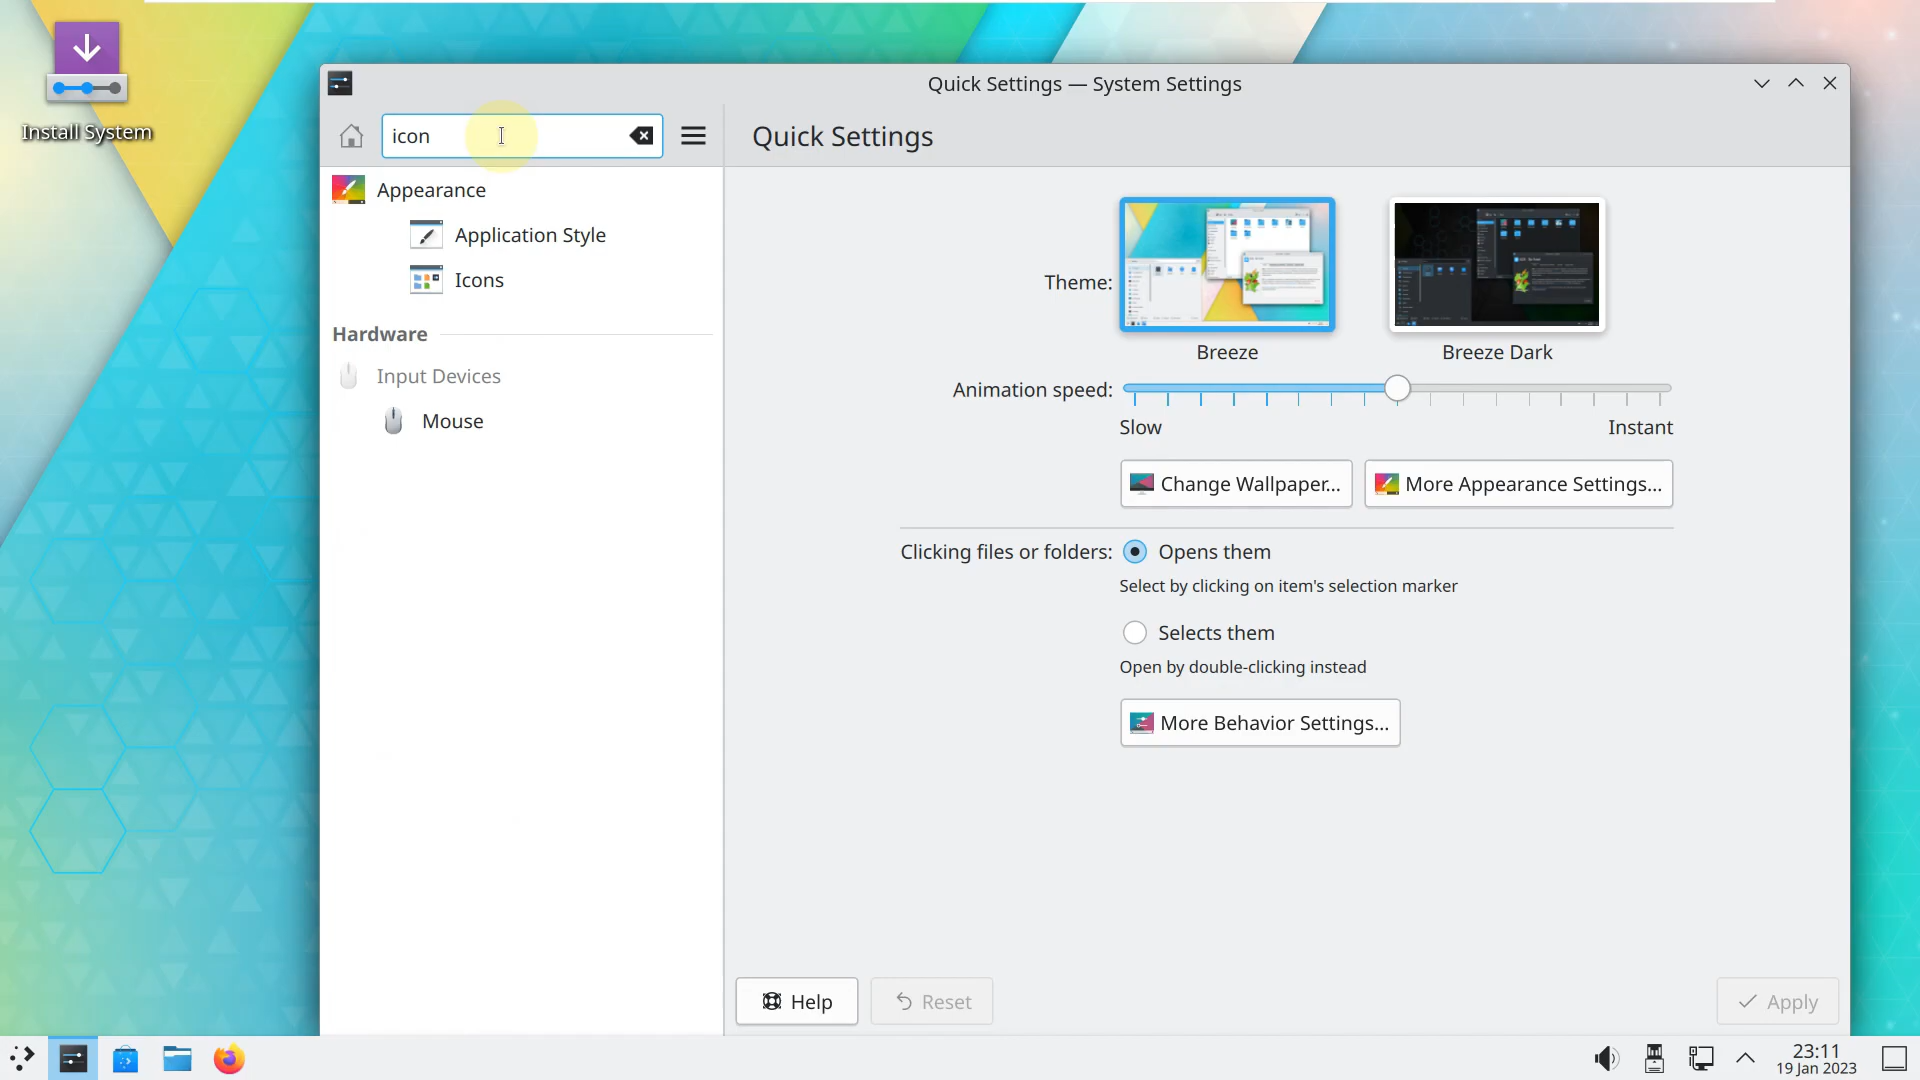 Install System
Quick Settings — System Settings
icon
Quick Settings
Appearance
Application Style
Icons
Hardware
Input Devices
Mouse
Theme:
Breeze
Breeze Dark
Animation speed:
Slow
Instant
Change Wallpaper...
More Appearance Settings...
Clicking files or folders:
Opens them
Select by clicking on item's selection marker
Selects them
Open by double-clicking instead
More Behavior Settings...
Help
Reset
Apply
23:11
19 Jan 2023